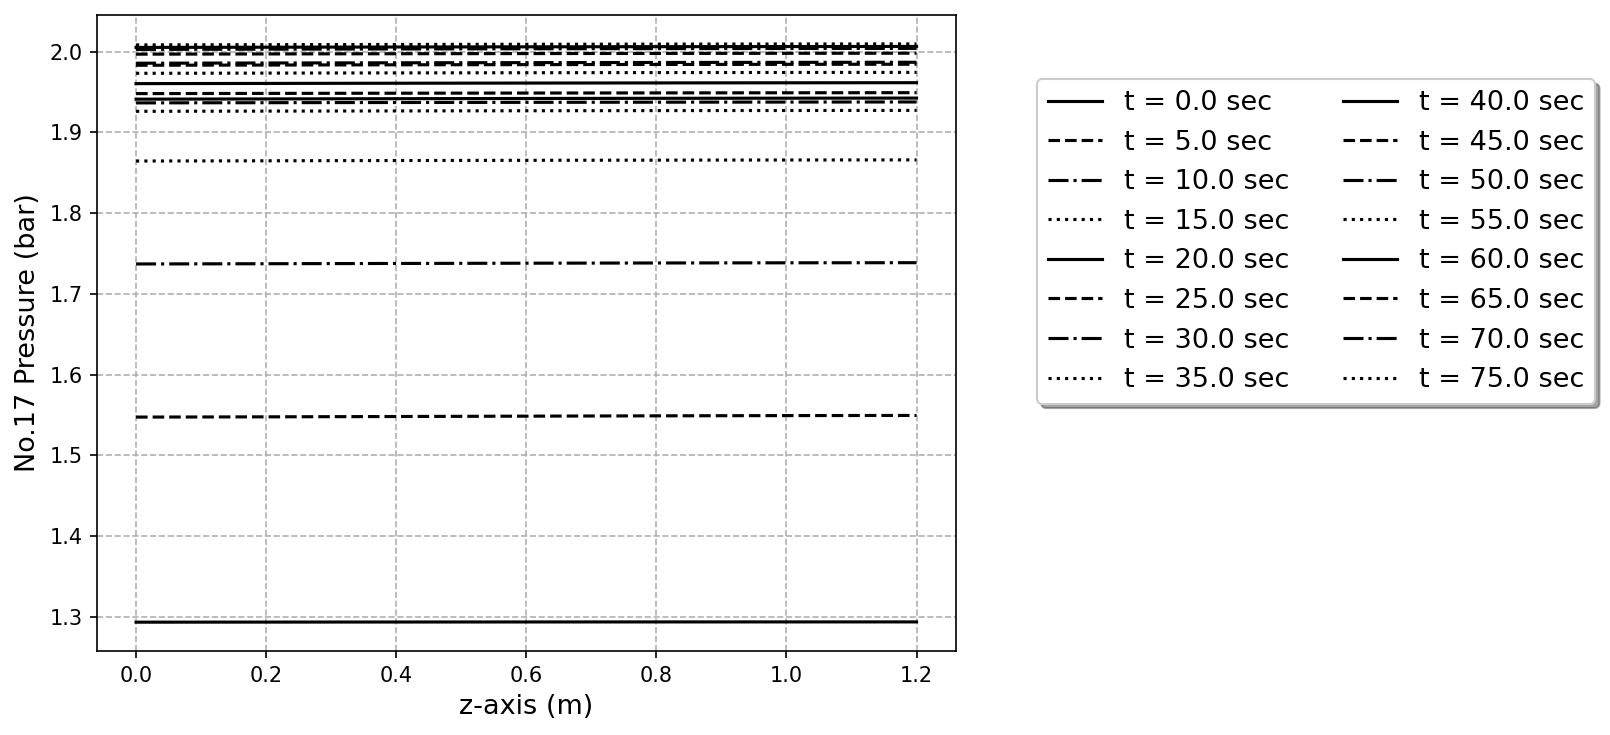 2.0
1.9
1.8
1.7
1.6
1.5
1.4
1.3
No.17 Pressure (bar)
0.0 0.2 0.4 0.6 0.8 1.0 1.2
z-axis (m)
t = 0.0 sec
t = 5.0 sec
t = 10.0 sec
t = 15.0 sec
t = 20.0 sec
t = 25.0 sec
t = 30.0 sec
t = 35.0 sec
t = 40.0 sec
t = 45.0 sec
t = 50.0 sec
t = 55.0 sec
t = 60.0 sec
t = 65.0 sec
t = 70.0 sec
t = 75.0 sec